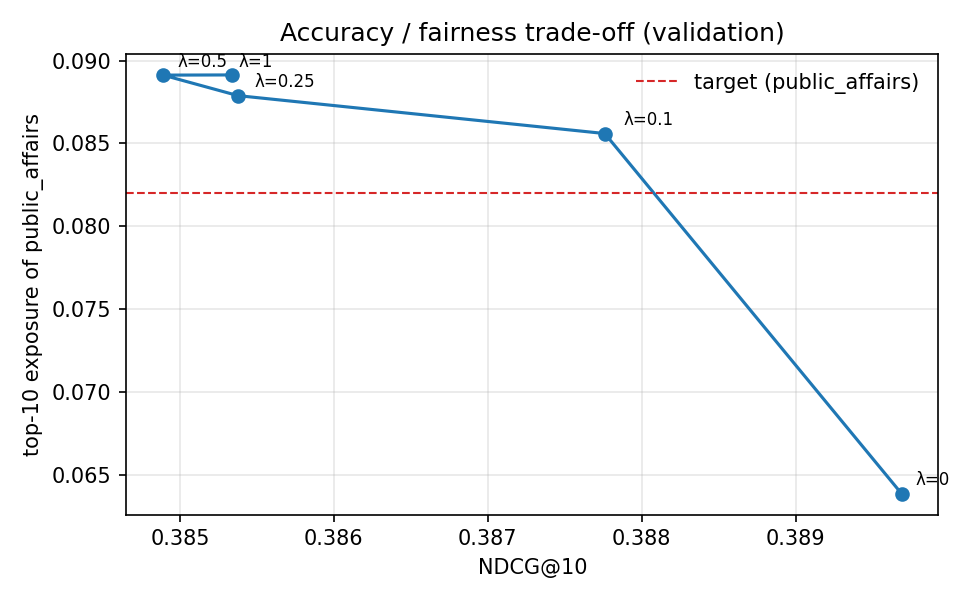 Accuracy / fairness trade-off (validation)
0.090
0.085
0.080
0.075
0.070
0.065
top-10 exposure of public_affairs
λ=0.5
λ=1
λ=0.25
target (public_affairs)
λ=0.1
λ=0
0.385
0.386
0.387
0.388
0.389
NDCG@10